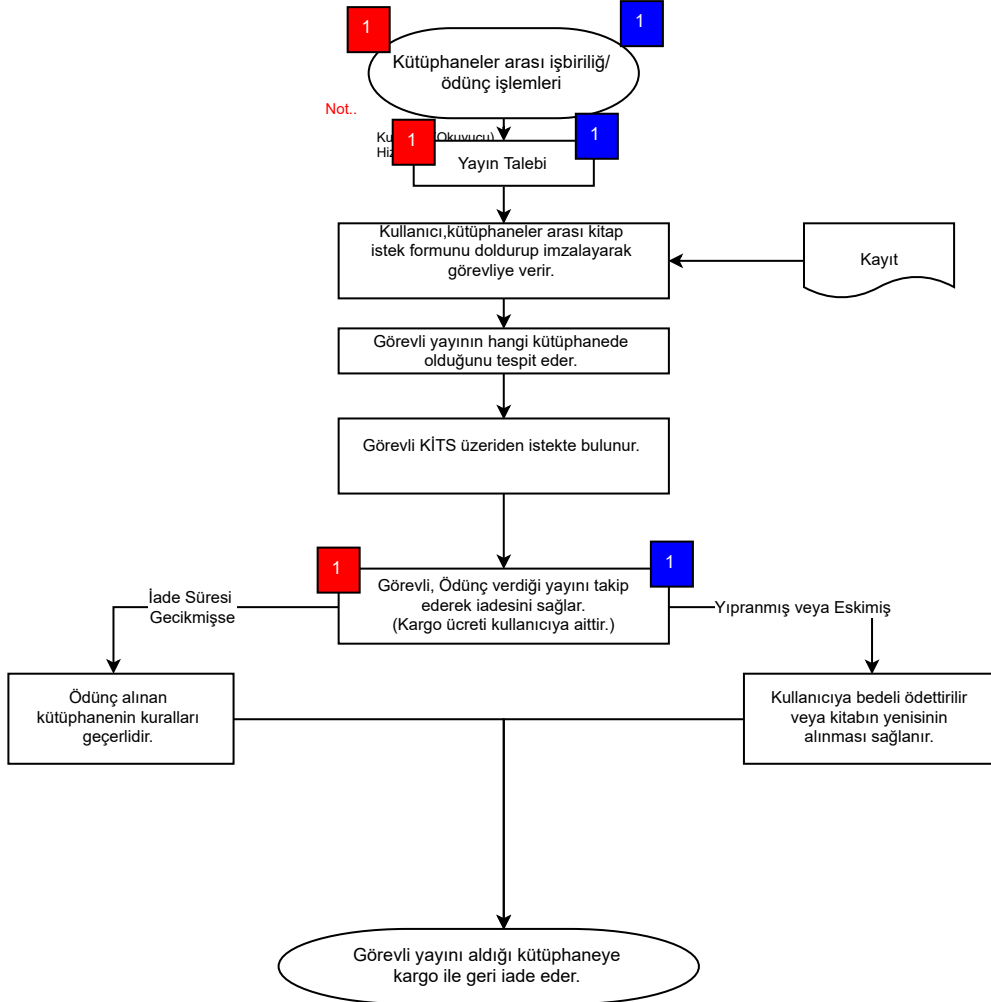 1
1
Kütüphaneler arası işbiriliğ/
ödünç işlemleri
Not..
(Okuyucu)
1
1
Yayın Talebi
Kullanıcı,kütüphaneler arası kitap
istek formunu doldurup imzalayarak
görevliye verir.
Kayıt
Görevli yayının hangi kütüphanede
olduğunu tespit eder.
Görevli KİTS üzeriden istekte bulunur.
1
1
Görevli, Ödünç verdiği yayını takip
ederek iadesini sağlar.
(Kargo ücreti kullanıcıya aittir.)
İade Süresi
Gecikmişse
Yıpranmış veya Eskimiş
Ödünç alınan
kütüphanenin kuralları
geçerlidir.
Kullanıcıya bedeli ödettirilir
veya kitabın yenisinin
alınması sağlanır.
Görevli yayını aldığı kütüphaneye
kargo ile geri iade eder.